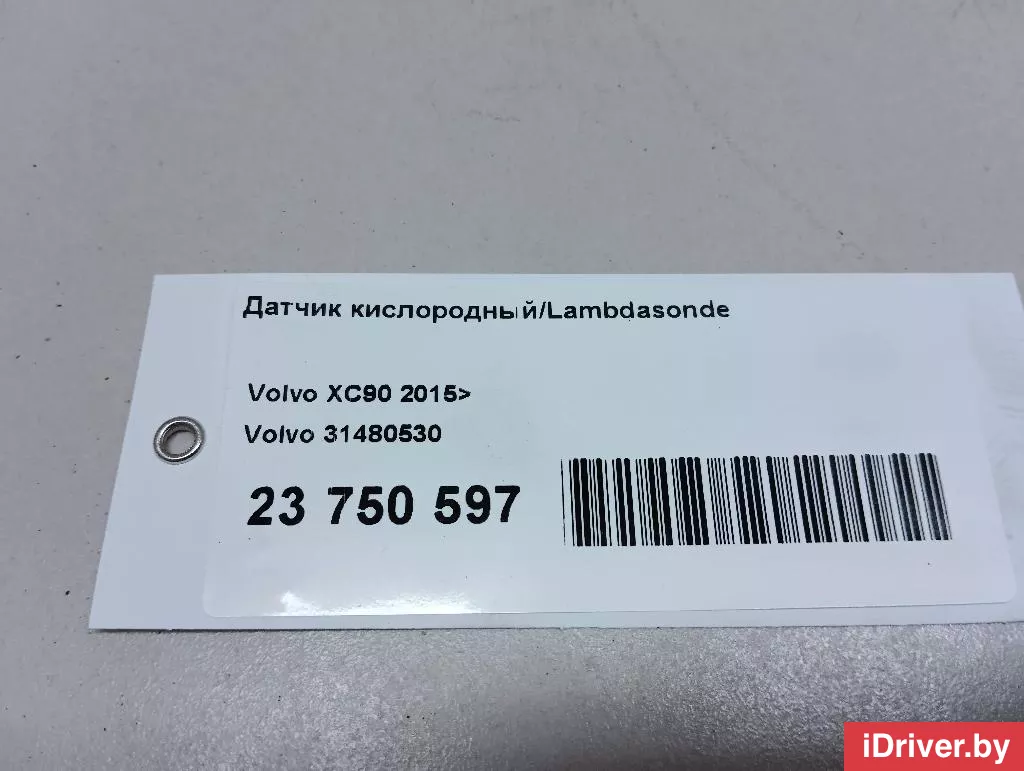 Датчик кислородный/Lambdasonde
Volvo XC90 2015>
Volvo 31480530
23 750 597
iDriver.by